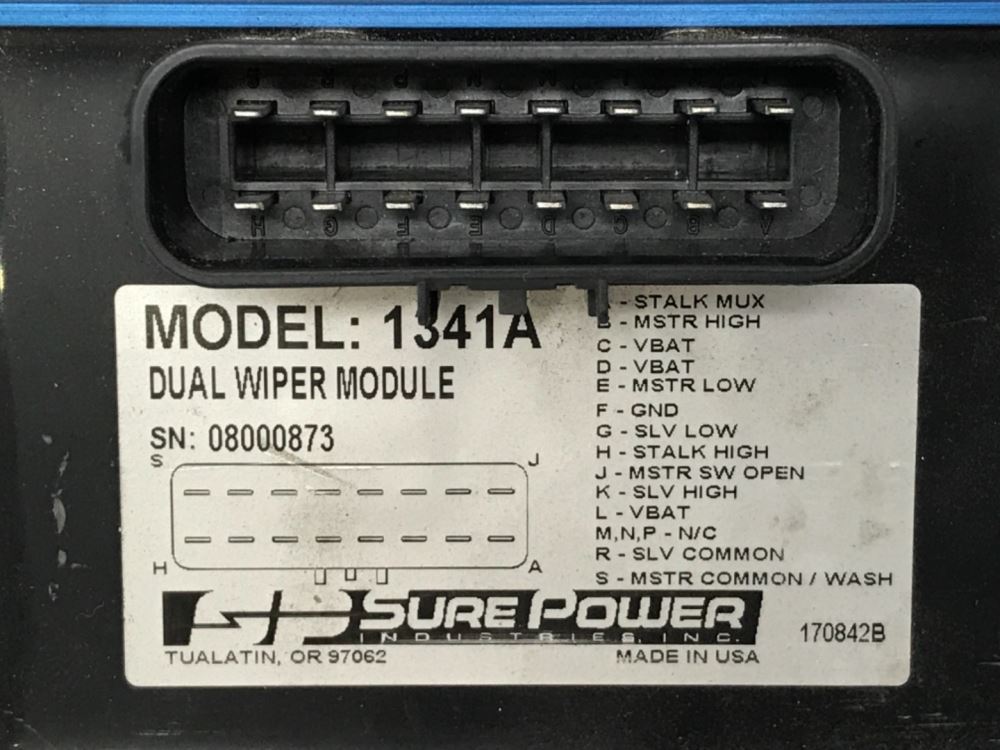 H G F E D C B A
MODEL: 1341A
DUAL WIPER MODULE
SN: 08000873
S J
H A
- STALK MUX
B - MSTR HIGH
C - VBAT
D - VBAT
E - MSTR LOW
F - GND
G - SLV LOW
H - STALK HIGH
J - MSTR SW OPEN
K - SLV HIGH
L - VBAT
M,N,P - N/C
R - SLV COMMON
S - MSTR COMMON / WASH
SURE POWER
INDUSTRIES, INC.
170842B
TUALATIN, OR 97062
MADE IN USA